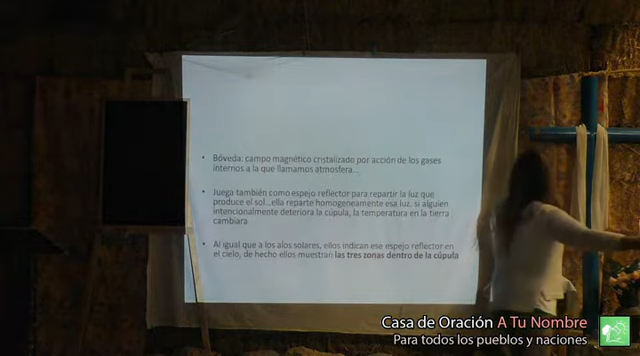 • Bóveda: campo magnético cristalizado por acción de los gases
internos a la que llamamos atmosfera...
• Juega también como espejo reflector para repartir la luz que
produce el sol...ella reparte homogeneamente esa luz, si alguien
intencionalmente deteriora la cúpula, la temperatura en la tierra
cambiara
• Al igual que a los alos solares, ellos indican ese espejo reflector en
el cielo, de hecho ellos muestran las tres zonas dentro de la cúpula
Casa de Oración A Tu Nombre
Para todos los pueblos y naciones